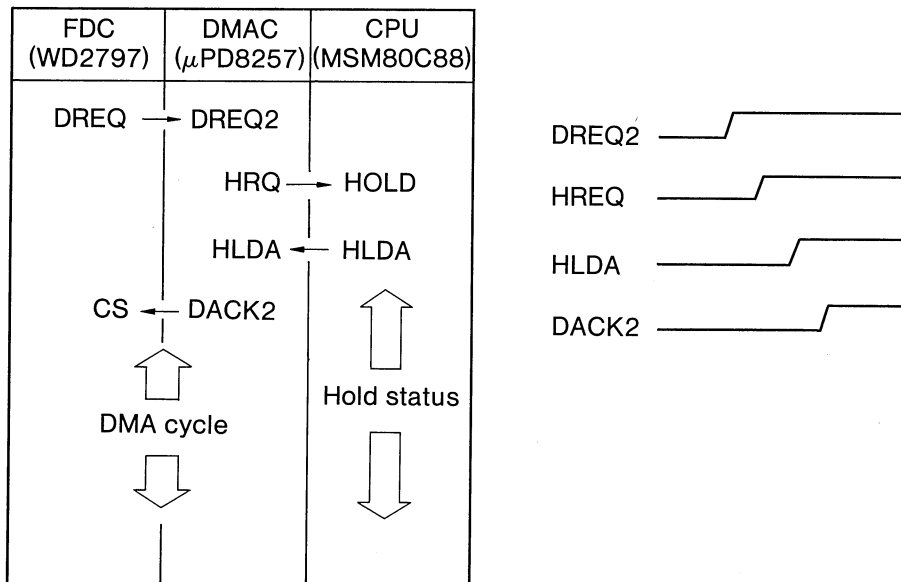 FDC DMAC CPU
(WD2797) (μPD8257) (MSM80C88)
DREQ DREQ2
HRQ HOLD
HLDA HLDA
CS DACK2
Hold status
DMA cycle
DREQ2
HREQ
HLDA
DACK2